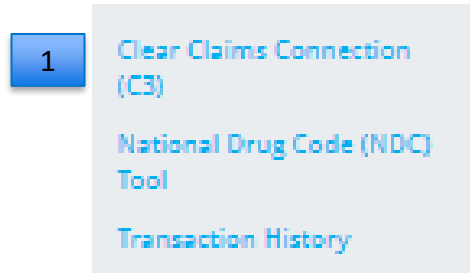 1
Clear Claims Connection
(C3)
National Drug Code (NDC)
Tool
Transaction History